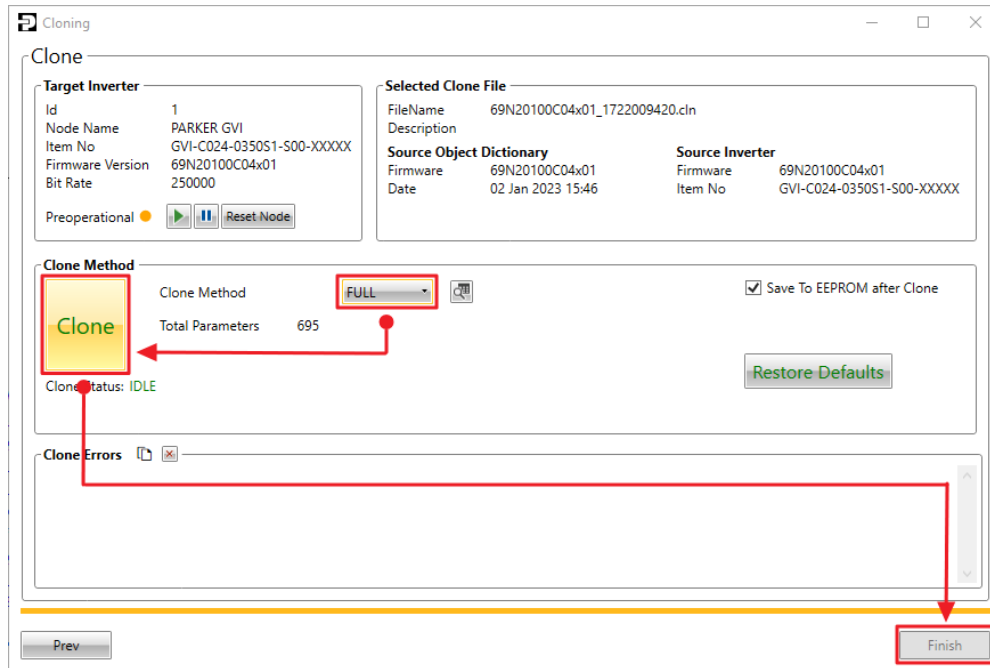 Cloning
Clone
Target Inverter
Id 1
Node Name PARKER GVI
Item No GVI-C024-0350S1-S00-XXXXX
Firmware Version 69N20100C04x01
Bit Rate 250000
Preoperational Reset Node
Selected Clone File
FileName 69N20100C04x01_1722009420.cln
Description
Source Object Dictionary Source Inverter
Firmware 69N20100C04x01 Firmware 69N20100C04x01
Date 02 Jan 2023 15:46 Item No GVI-C024-0350S1-S00-XXXXX
Clone Method
Clone
Clone Method FULL
Save To EEPROM after Clone
Total Parameters 695
Restore Defaults
Clone Status: IDLE
Clone Errors
Prev Finish